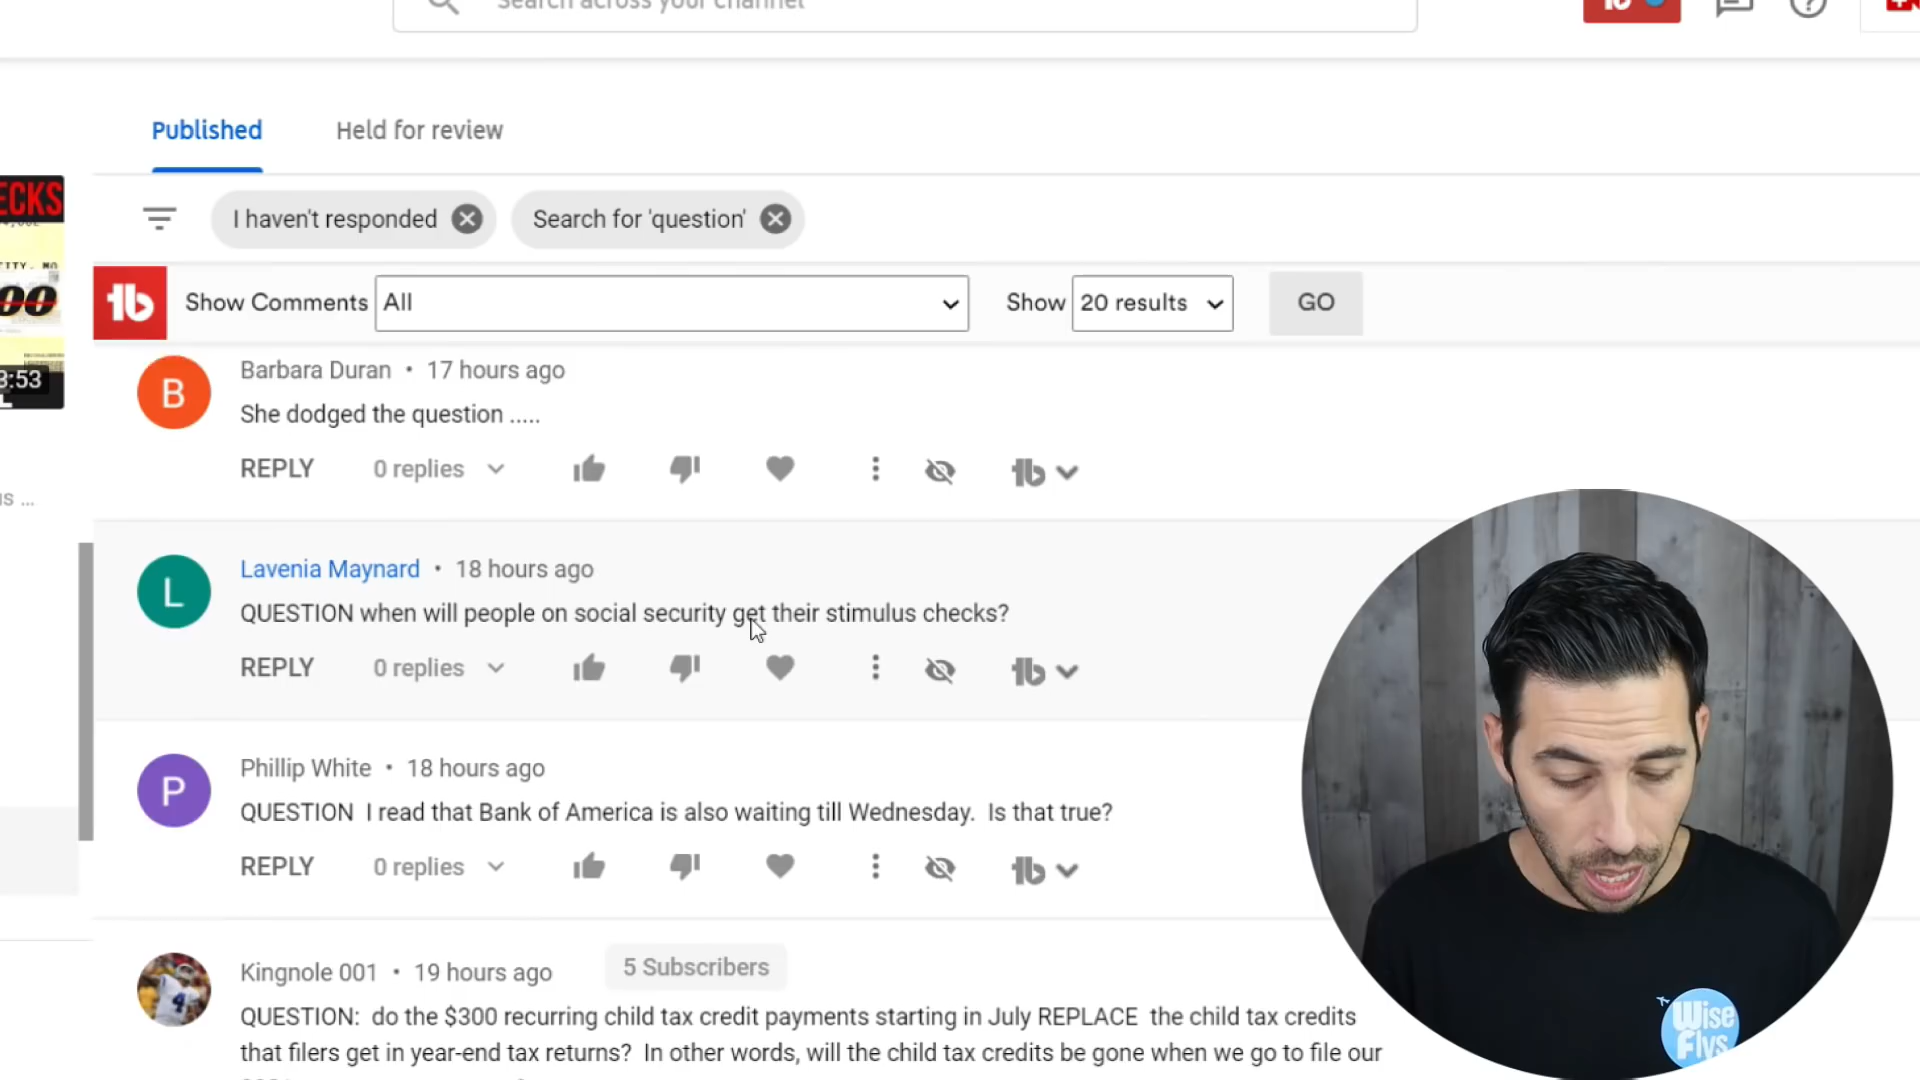 Search across your channel
Published
Held for review
ECKS
I haven't responded
Search for 'question'
Show Comments
All
Show
20 results
GO
3:53
B
Barbara Duran • 17 hours ago
She dodged the question .....
REPLY
0 replies
L
Lavenia Maynard • 18 hours ago
QUESTION when will people on social security get their stimulus checks?
REPLY
0 replies
P
Phillip White • 18 hours ago
QUESTION I read that Bank of America is also waiting till Wednesday. Is that true?
REPLY
0 replies
Kingnole 001 • 19 hours ago
5 Subscribers
QUESTION: do the $300 recurring child tax credit payments starting in July REPLACE the child tax credits
that filers get in year-end tax returns? In other words, will the child tax credits be gone when we go to file our
Wise
Flys